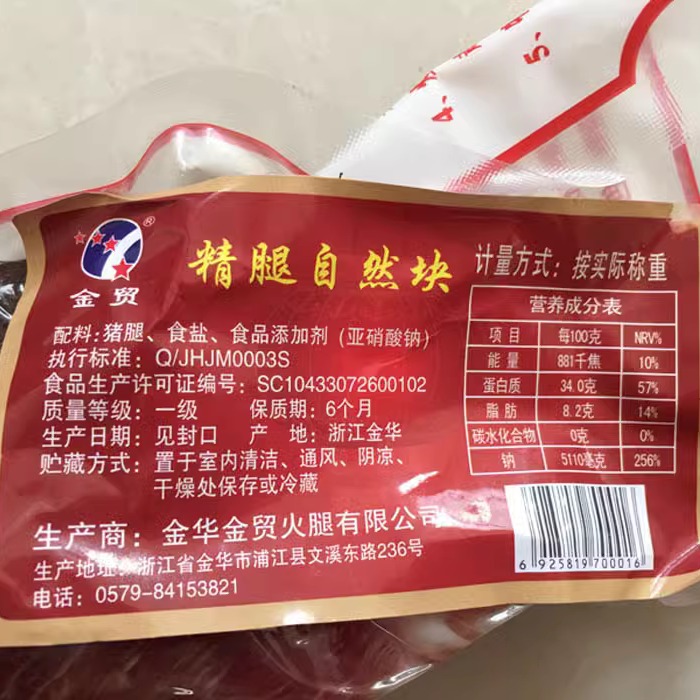 4、
5、
®
金贸
精腿自然块
计量方式：按实际称重
配料：猪腿、食盐、食品添加剂（亚硝酸钠）
执行标准：Q/JHJM0003S
食品生产许可证编号：SC10433072600102
质量等级：一级 保质期：6个月
生产日期：见封口 产 地：浙江金华
贮藏方式：置于室内清洁、通风、阴凉、
干燥处保存或冷藏
营养成分表
项 目 每100克 NRV%
能 量 881千焦 10%
蛋白质 34.0克 57%
脂 肪 8.2克 14%
碳水化合物 0克 0%
钠 5110毫克 256%
6 925819 700016
生产商：金华金贸火腿有限公司
生产地址：浙江省金华市浦江县文溪东路236号
电话：0579-84153821